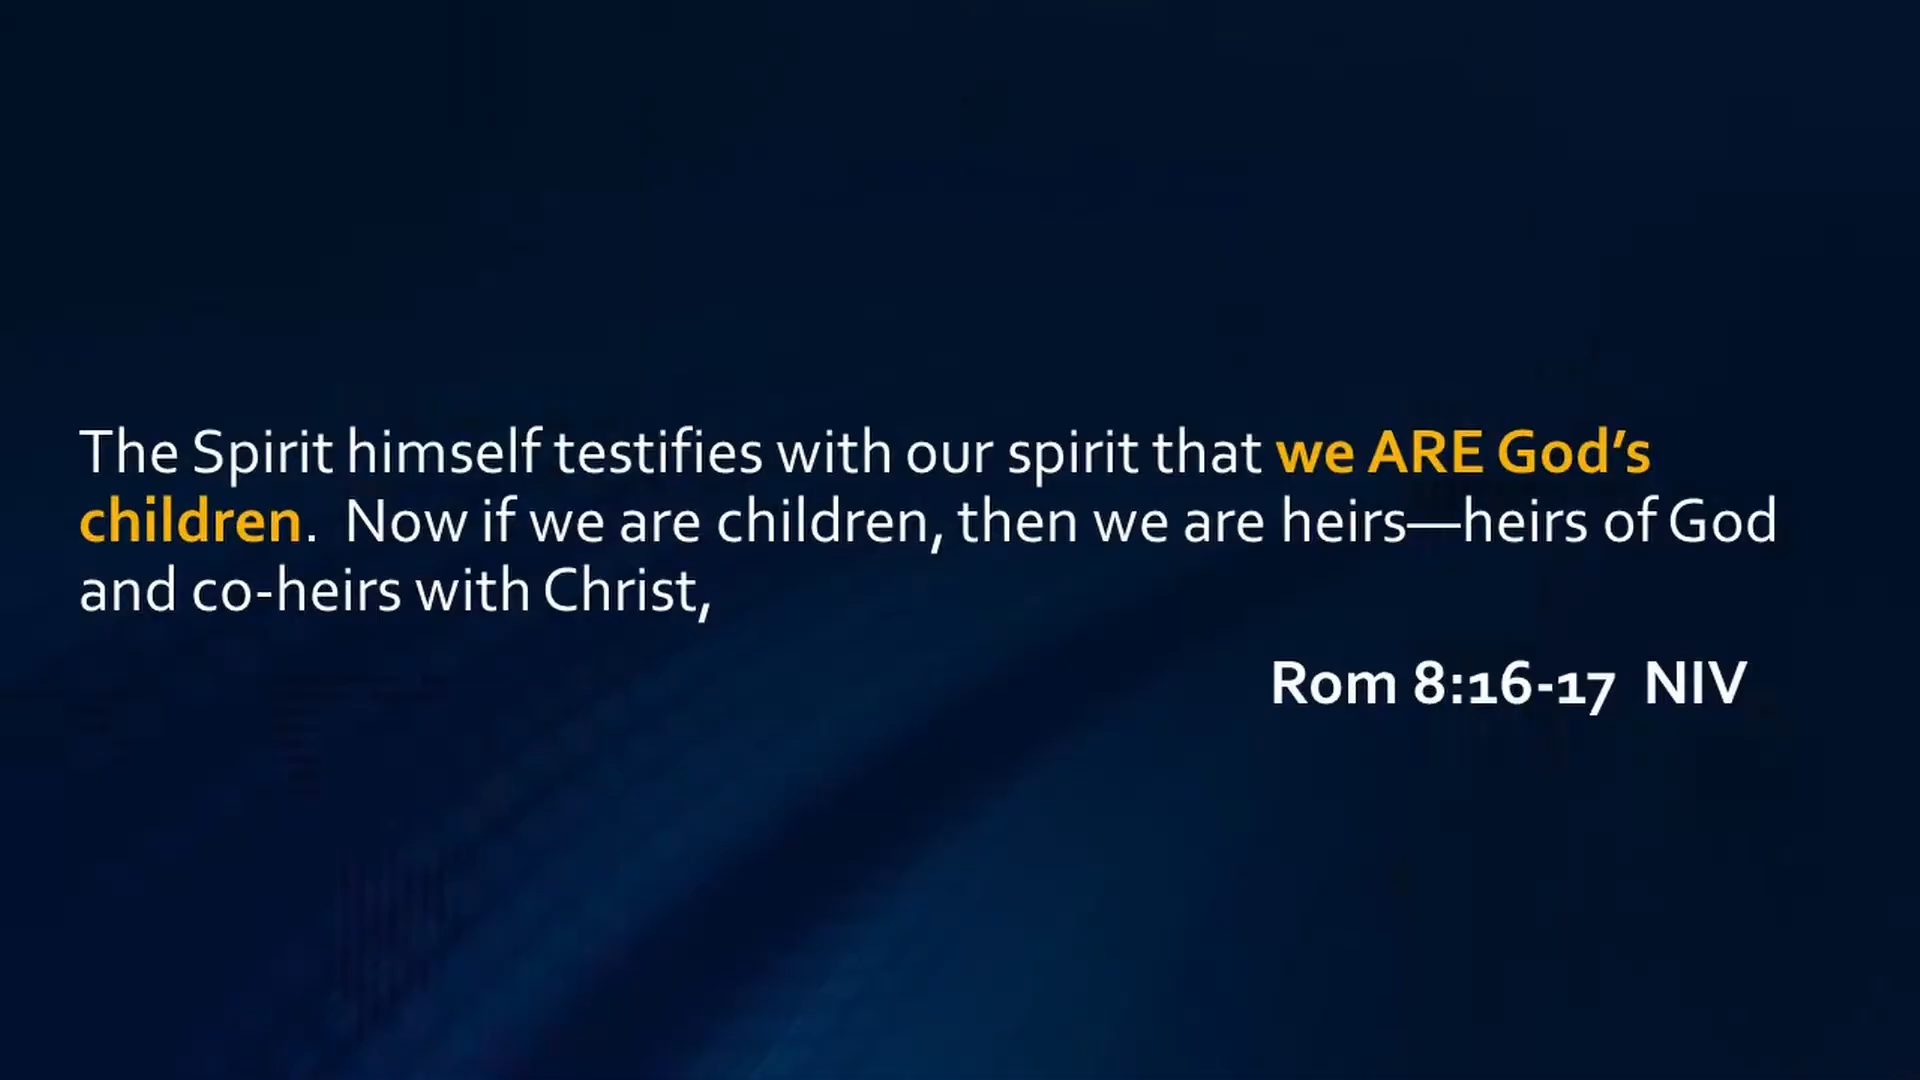 The Spirit himself testifies with our spirit that we ARE God’s
children.  Now if we are children, then we are heirs—heirs of God
and co-heirs with Christ,
Rom 8:16-17  NIV